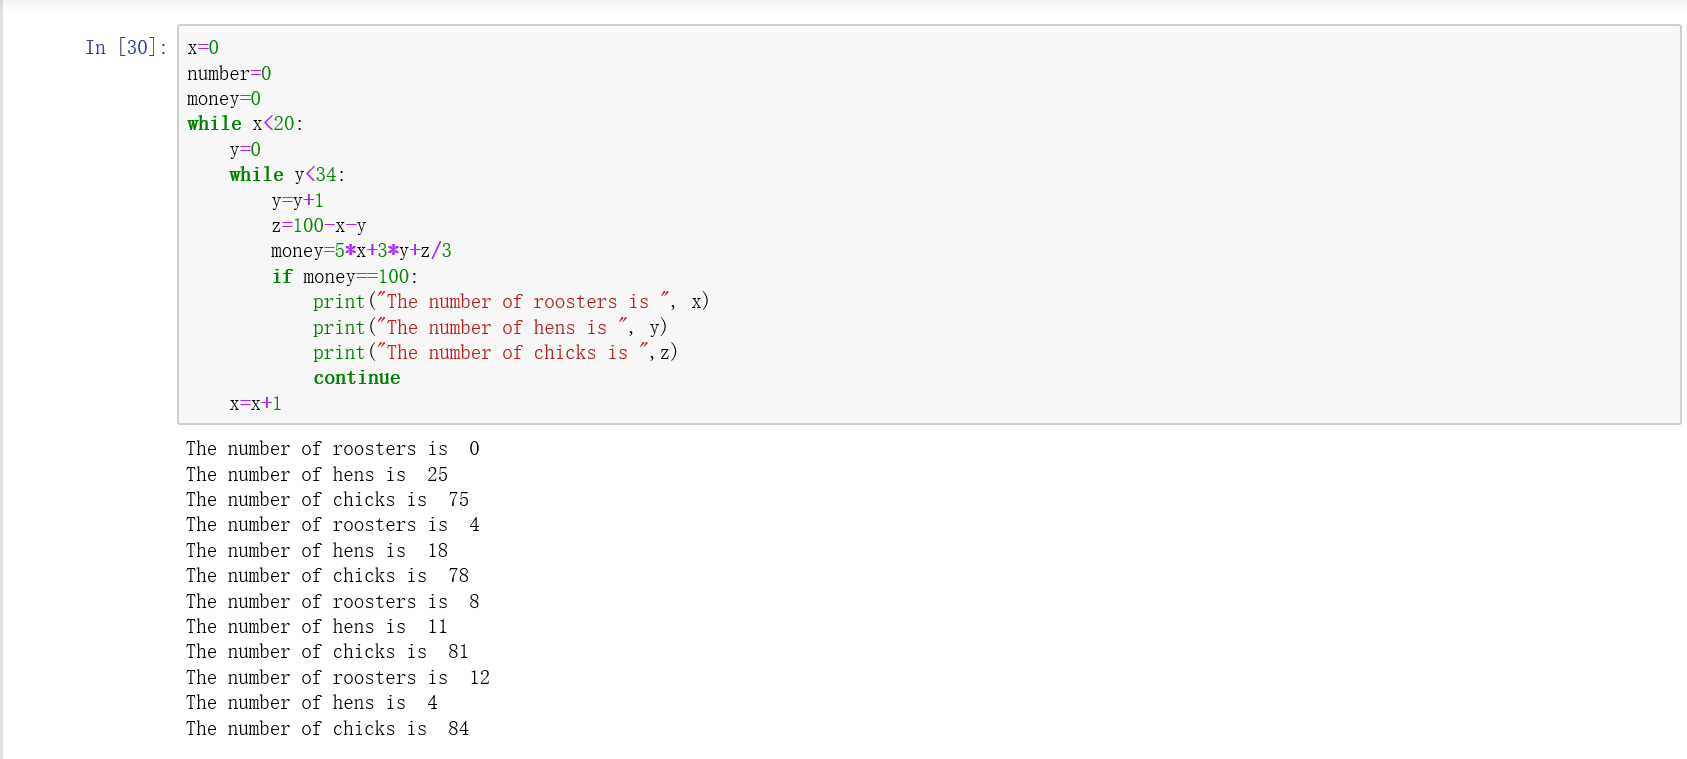 In [30]:
x=0
number=0
money=0
while x<20:
    y=0
    while y<34:
        y=y+1
        z=100-x-y
        money=5*x+3*y+z/3
        if money==100:
            print("The number of roosters is ", x)
            print("The number of hens is ", y)
            print("The number of chicks is ",z)
            continue
    x=x+1
The number of roosters is  0
The number of hens is  25
The number of chicks is  75
The number of roosters is  4
The number of hens is  18
The number of chicks is  78
The number of roosters is  8
The number of hens is  11
The number of chicks is  81
The number of roosters is  12
The number of hens is  4
The number of chicks is  84